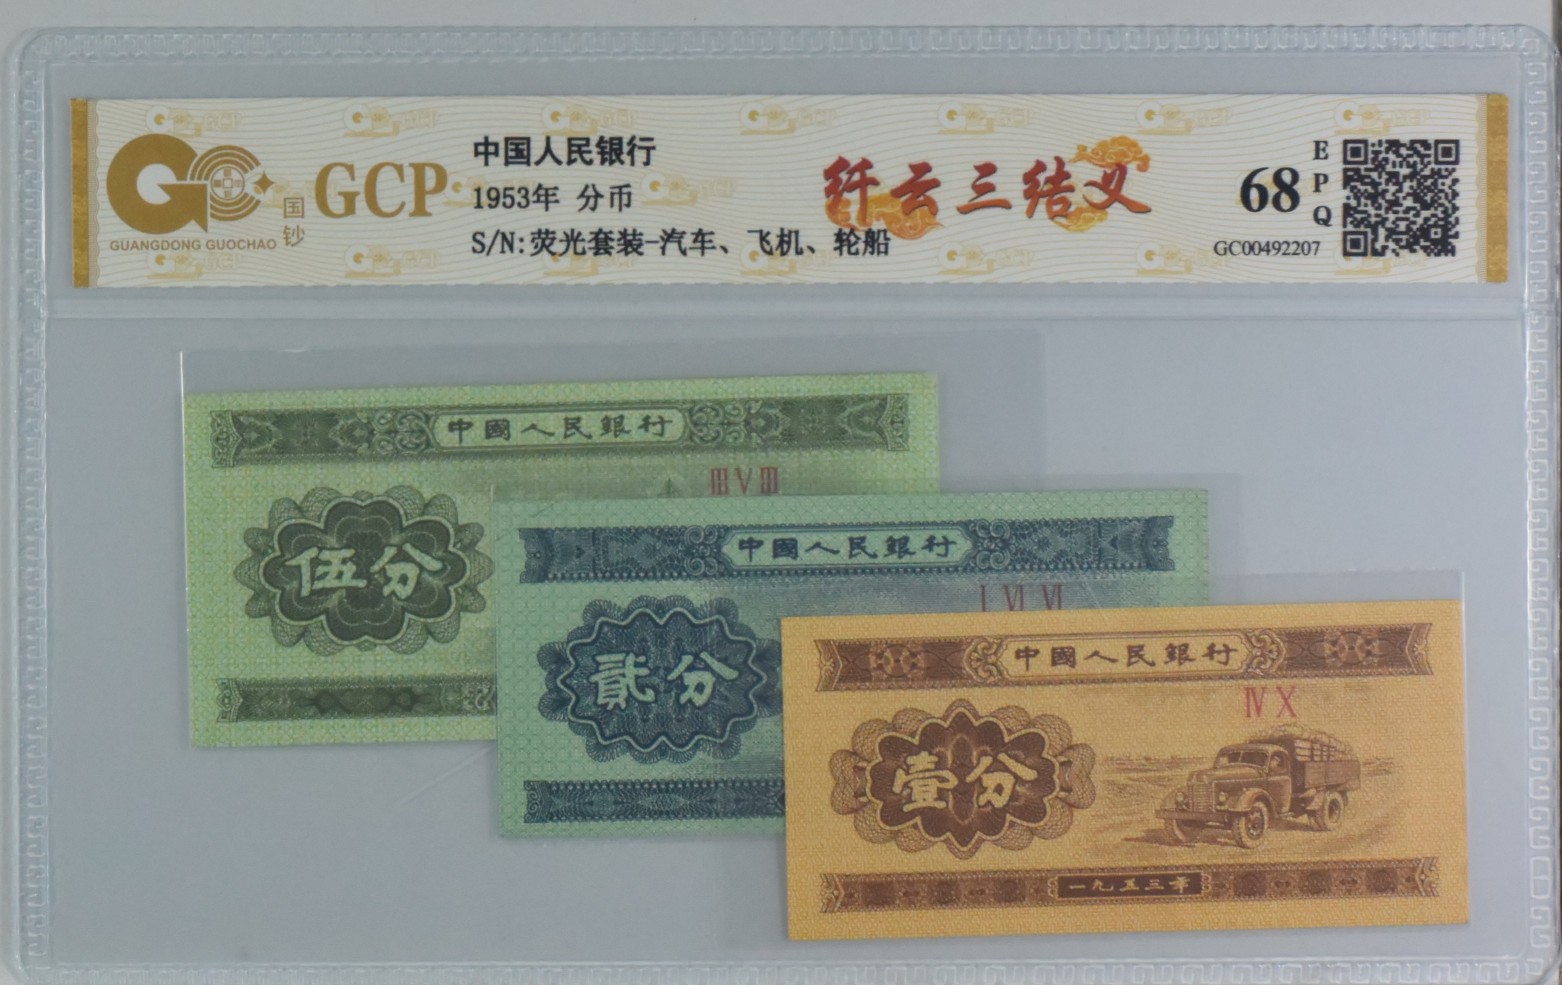 GUANGDONG GUOCHAO
国钞
GCP
中国人民银行
1953年 分币
S/N:荧光套装-汽车、飞机、轮船
纤云三结义
68
EPQ
GC00492207
中國人民銀行
ⅢⅤⅢ
伍分
中國人民銀行
ⅠⅥⅥ
貳分
中國人民銀行
ⅣⅩ
壹分
一九五三年